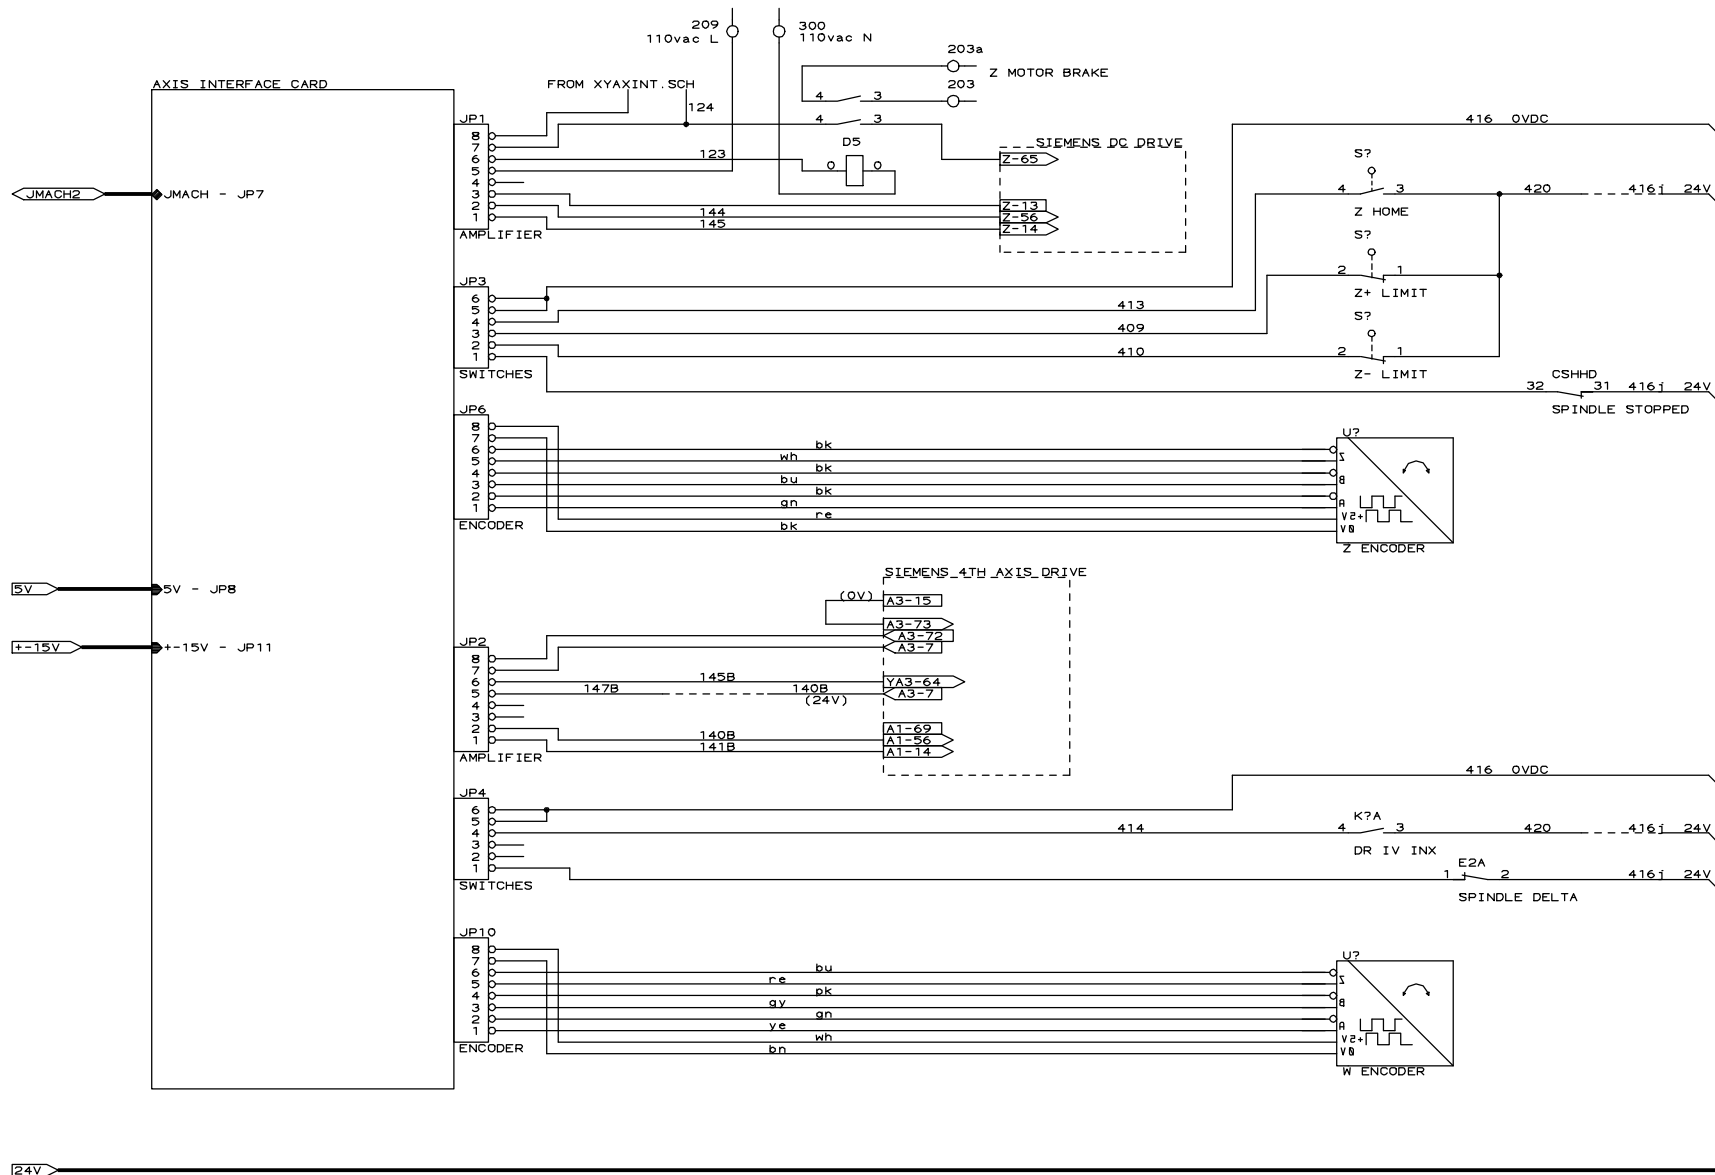 209
110vac L
300
110vac N
203a
Z MOTOR BRAKE
203
AXIS INTERFACE CARD
FROM XYAXINT.SCH
124
4 3
4 3
D5
0 0
123
JP1
8
7
6
5
4
3
2
1
AMPLIFIER
144
145
SIEMENS DC DRIVE
Z-65
Z-13
Z-56
Z-14
416 0VDC
S?
4 3
Z HOME
420 416j 24V
S?
2 1
Z+ LIMIT
S?
2 1
Z- LIMIT
JMACH2
JMACH - JP7
JP3
6
5
4
3
2
1
SWITCHES
413
409
410
CSHHD
32 31 416j 24V
SPINDLE STOPPED
JP6
8
7
6
5
4
3
2
1
ENCODER
bk
wh
bk
bu
bk
gn
re
bk
U?
Z
B
A
+5V
0V
Z ENCODER
5V
5V - JP8
+-15V
+-15V - JP11
SIEMENS 4TH AXIS DRIVE
(0V)
A3-15
A3-73
A3-72
A3-7
YA3-64
A3-7
A1-69
A1-56
A1-14
JP2
8
7
6
5
4
3
2
1
AMPLIFIER
145B
147B 140B
(24V)
140B
141B
416 0VDC
JP4
6
5
4
3
2
1
SWITCHES
414
K?A
4 3
DR IV INX
420 416j 24V
E2A
1 2
SPINDLE DELTA
416j 24V
JP10
8
7
6
5
4
3
2
1
ENCODER
bu
re
pk
gy
gn
ye
wh
bn
U?
Z
B
A
+5V
0V
W ENCODER
24V